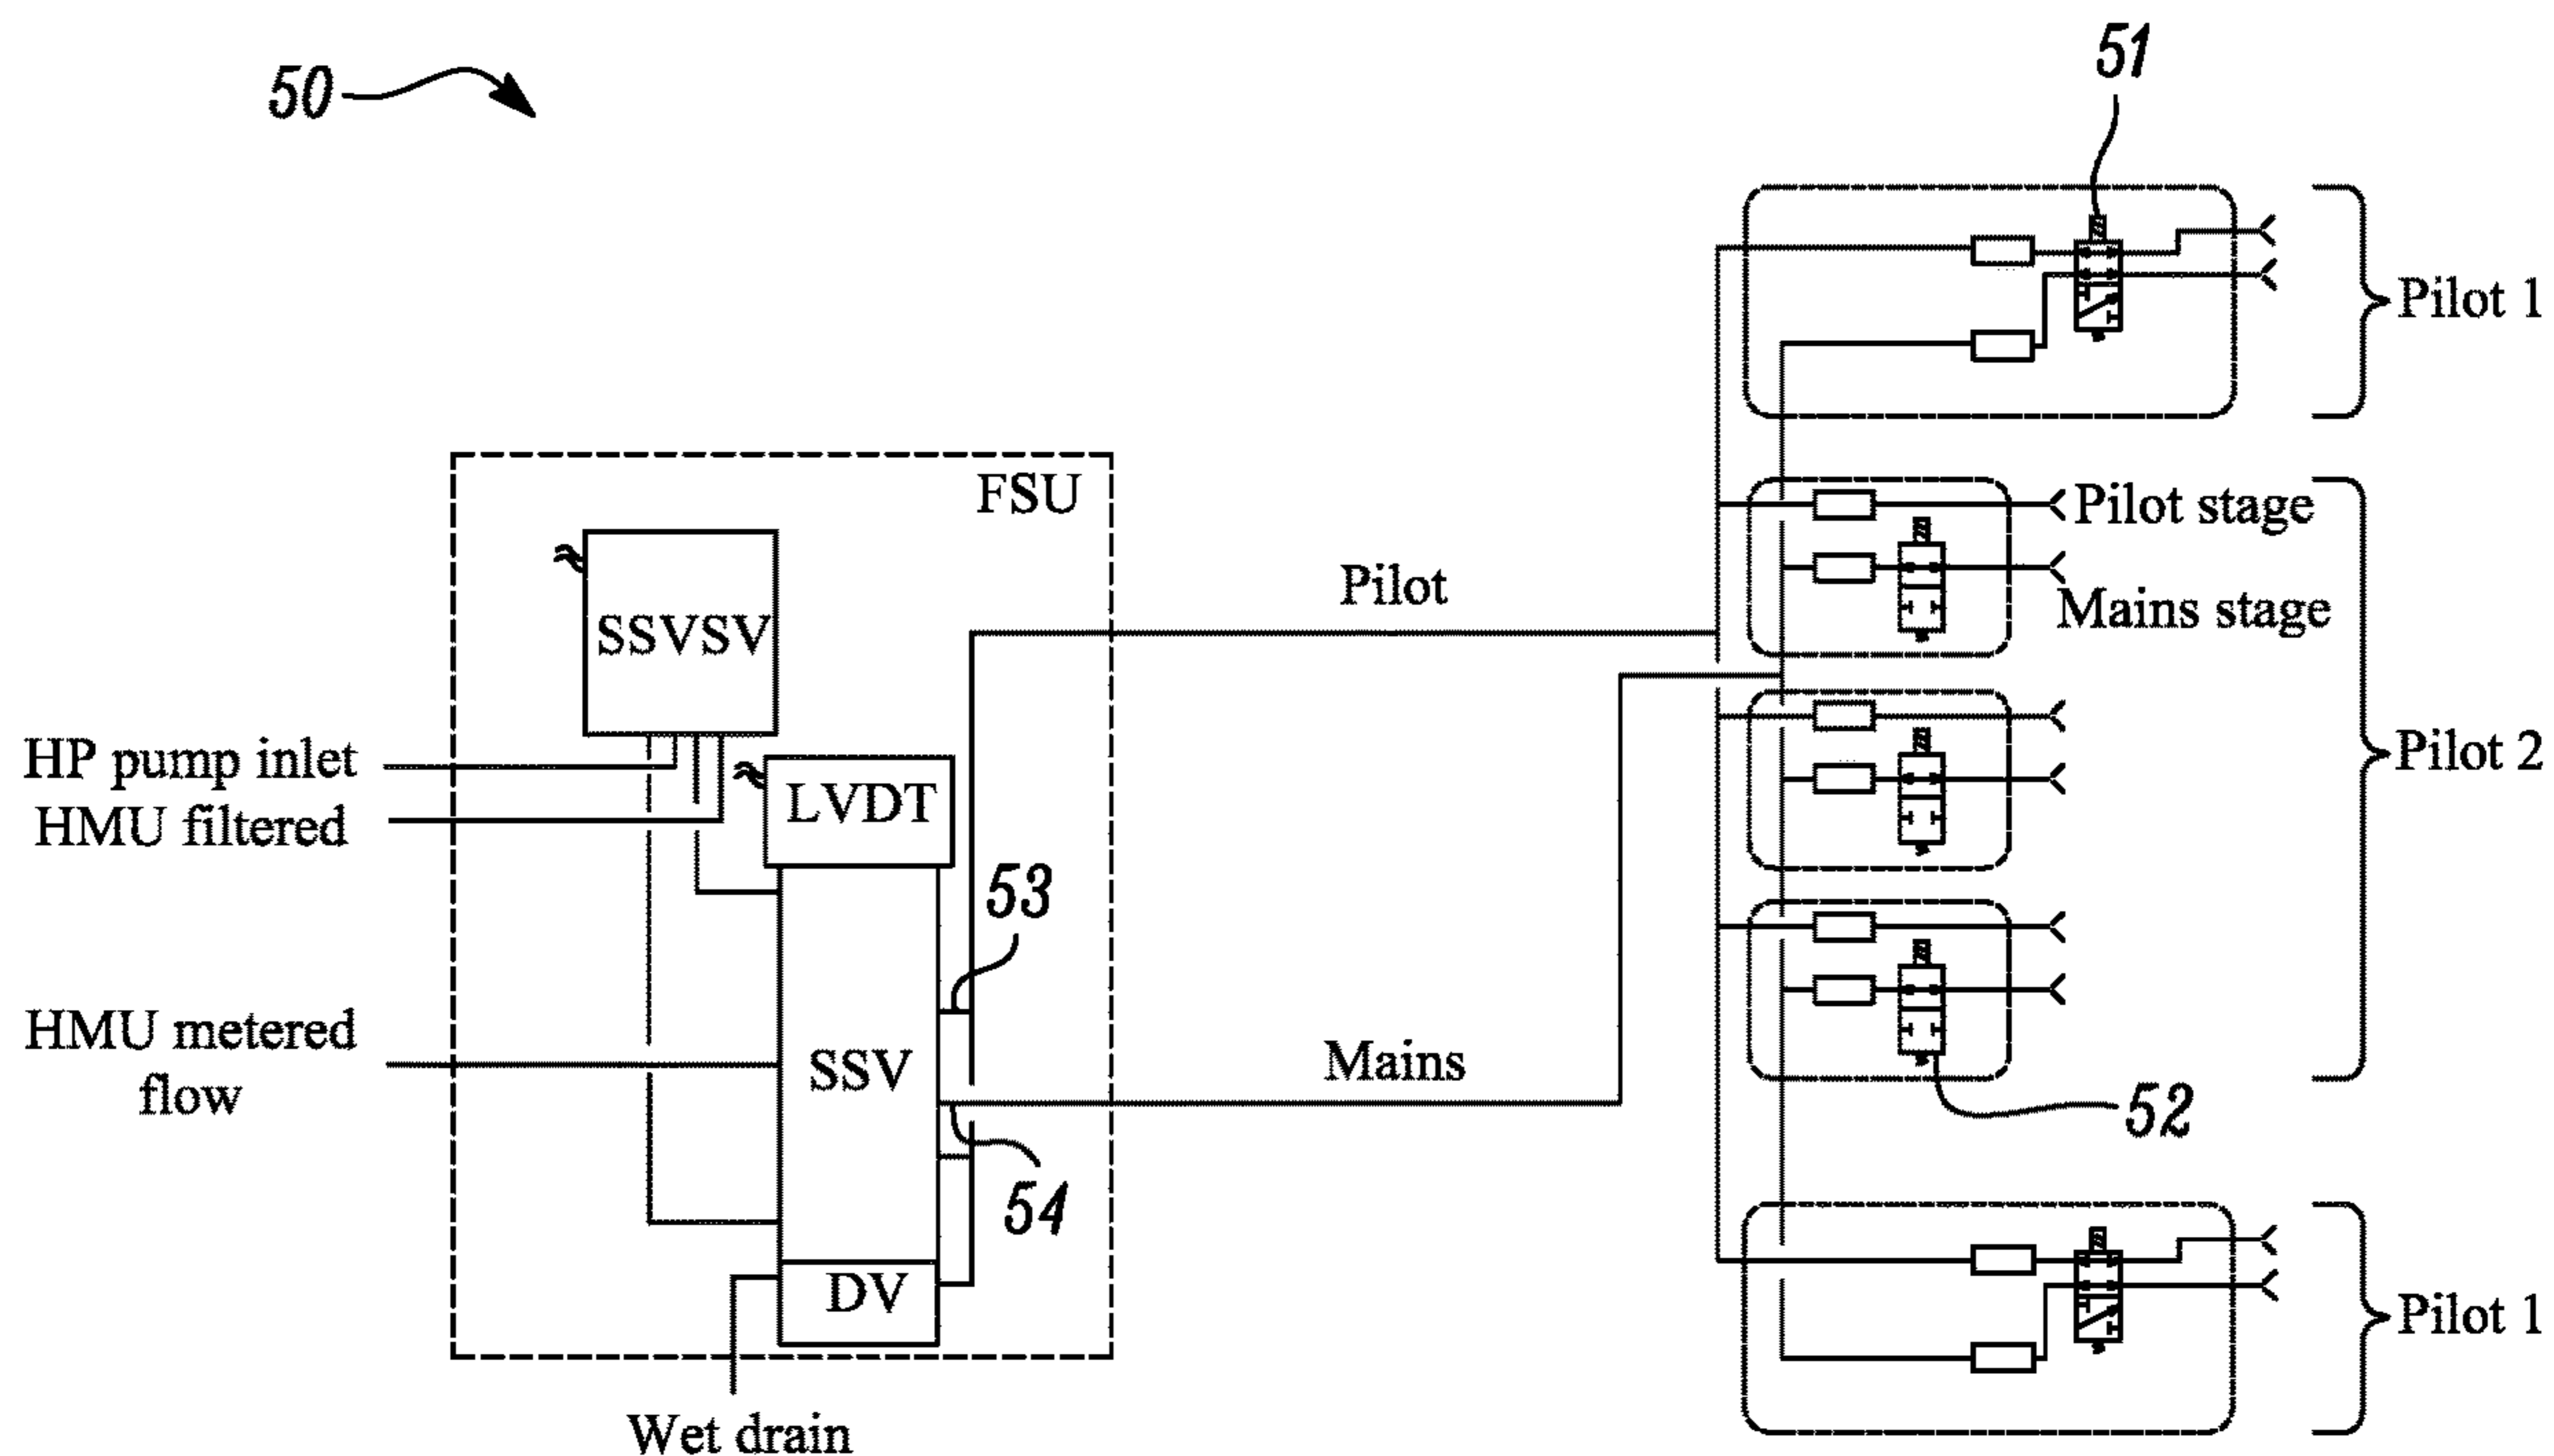 50
51
Pilot 1
FSU
Pilot stage
SSVSV
Pilot
Mains stage
HP pump inlet
Pilot 2
HMU filtered
LVDT
53
HMU metered
flow
SSV
Mains
52
54
DV
Pilot 1
Wet drain